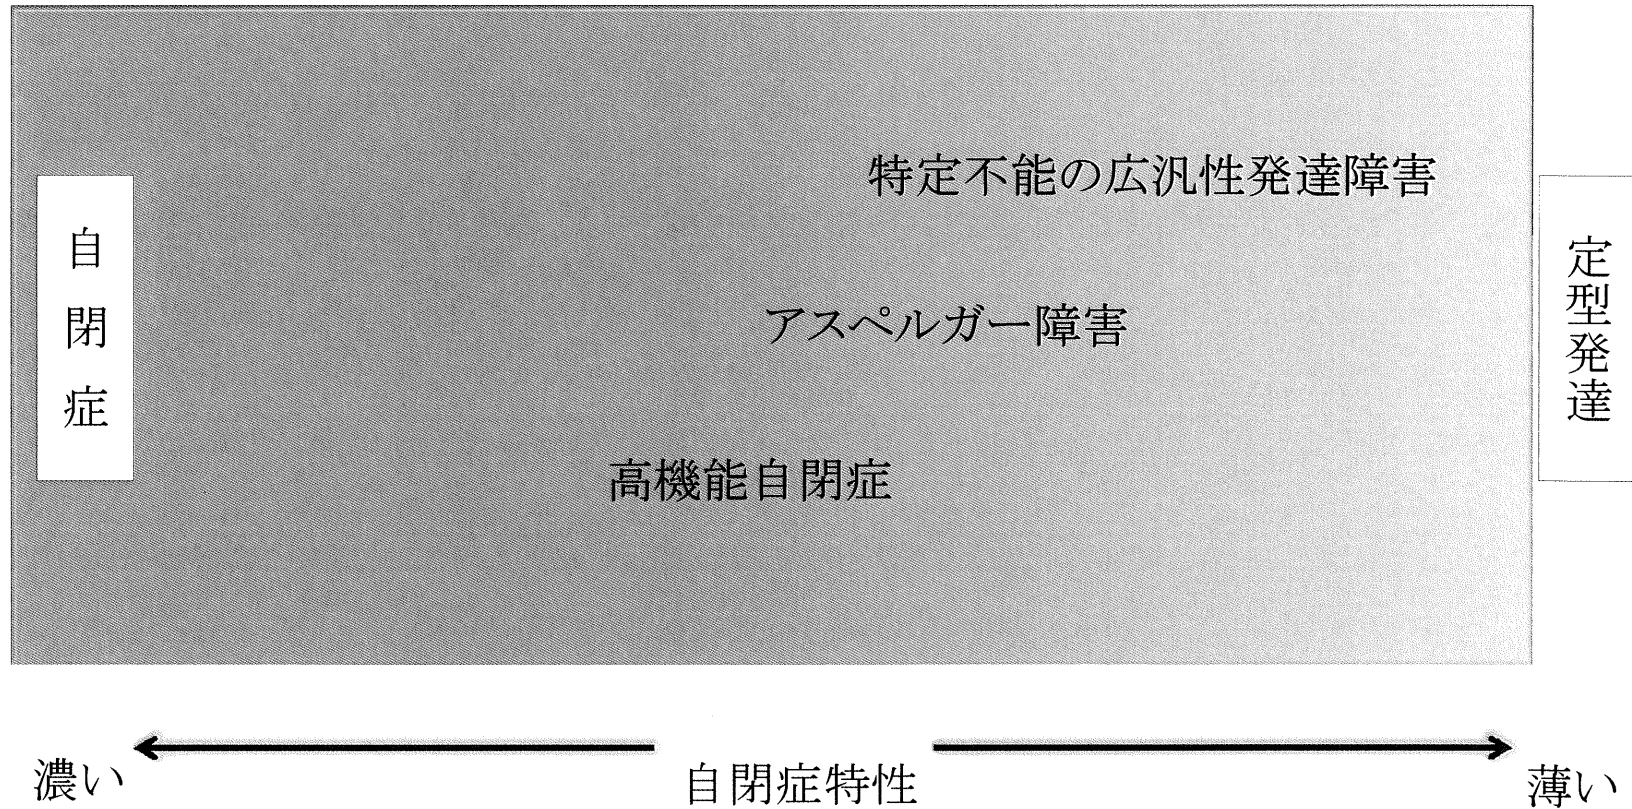 特定不能の広汎性発達障害
自閉症
定型発達
アスペルガー障害
高機能自閉症
濃い
自閉症特性
薄い